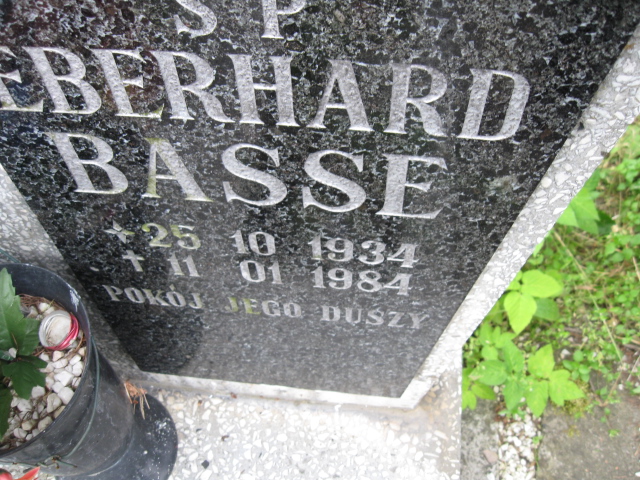 S P
EBERHARD
BASSE
* 25 10 1934
† 11 01 1984
POKÓJ JEGO DUSZY